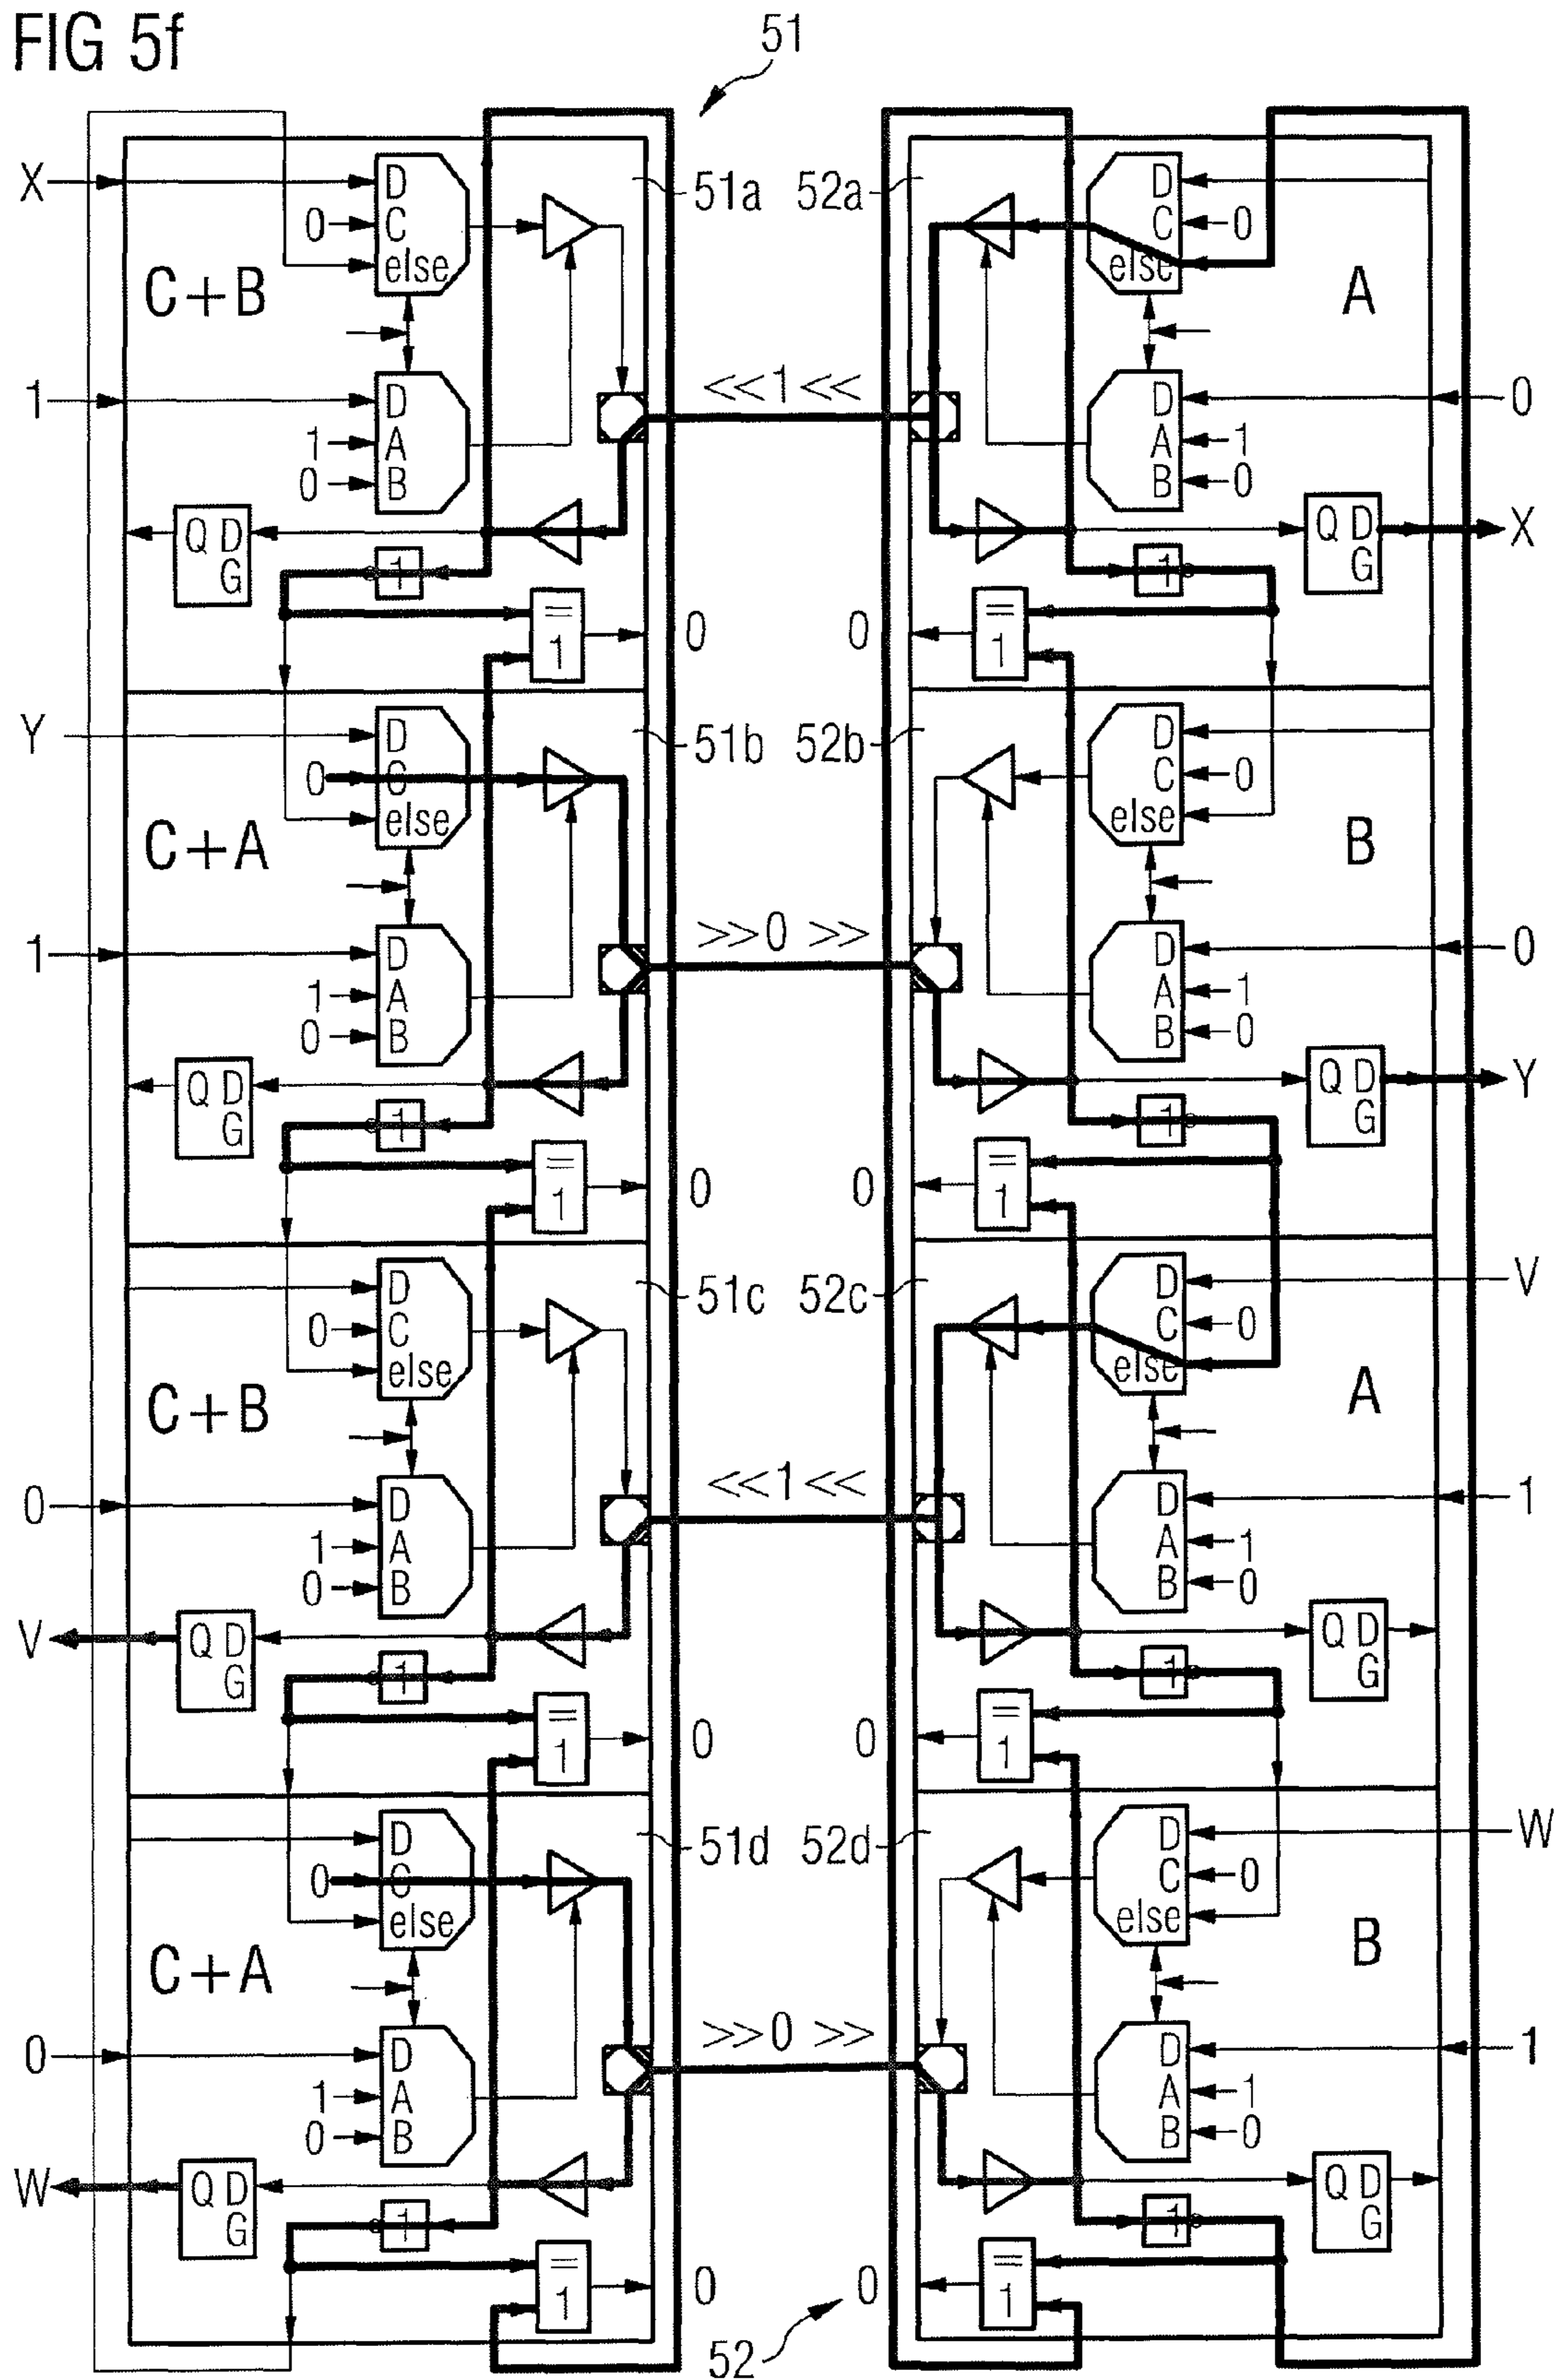 FIG 5f
51
X D D
0 C 51a 52a C 0
else else
C+B A
<<1<<
1 D D 0
1 A A 1
0 B B 0
Q D Q D X
G 1 1 G
= =
1 0 0 1
Y D 51b 52b D
0 C C 0
else else
C+A B
>>0 >>
1 D D 0
1 A A 1
0 B B 0
Q D Q D Y
G 1 1 G
= =
1 0 0 1
D 51c 52c D V
0 C C 0
else else
C+B A
<<1<<
0 D D 1
1 A A 1
0 B B 0
V Q D Q D
G 1 1 G
= =
1 0 0 1
D 51d 52d D W
0 C C 0
else else
C+A B
>>0 >>
0 D D 1
1 A A 1
0 B B 0
W Q D Q D
G 1 1 G
= =
1 0 0 1
52